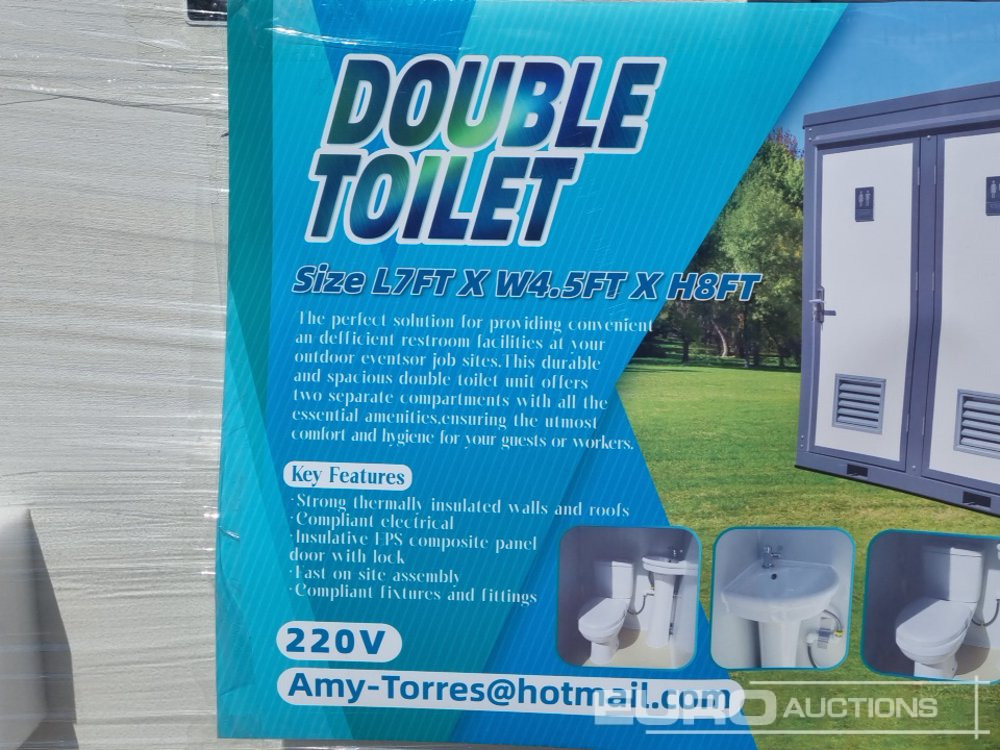 DOUBLE
TOILET
Size L7FT X W4.5FT X H8FT
The perfect solution for providing convenient
an defficient restroom facilities at your
outdoor eventsor job sites.This durable
and spacious double toilet unit offers
two separate compartments with all the
essential amenities.ensuring the utmost
comfort and hygiene for your guests or workers.
Key Features
·Strong thermally insulated walls and roofs
·Compliant electrical
·Insulative EPS composite panel
door with lock
·Fast on site assembly
·Compliant fixtures and fittings
220V
Amy-Torres@hotmail.com
EURO AUCTIONS